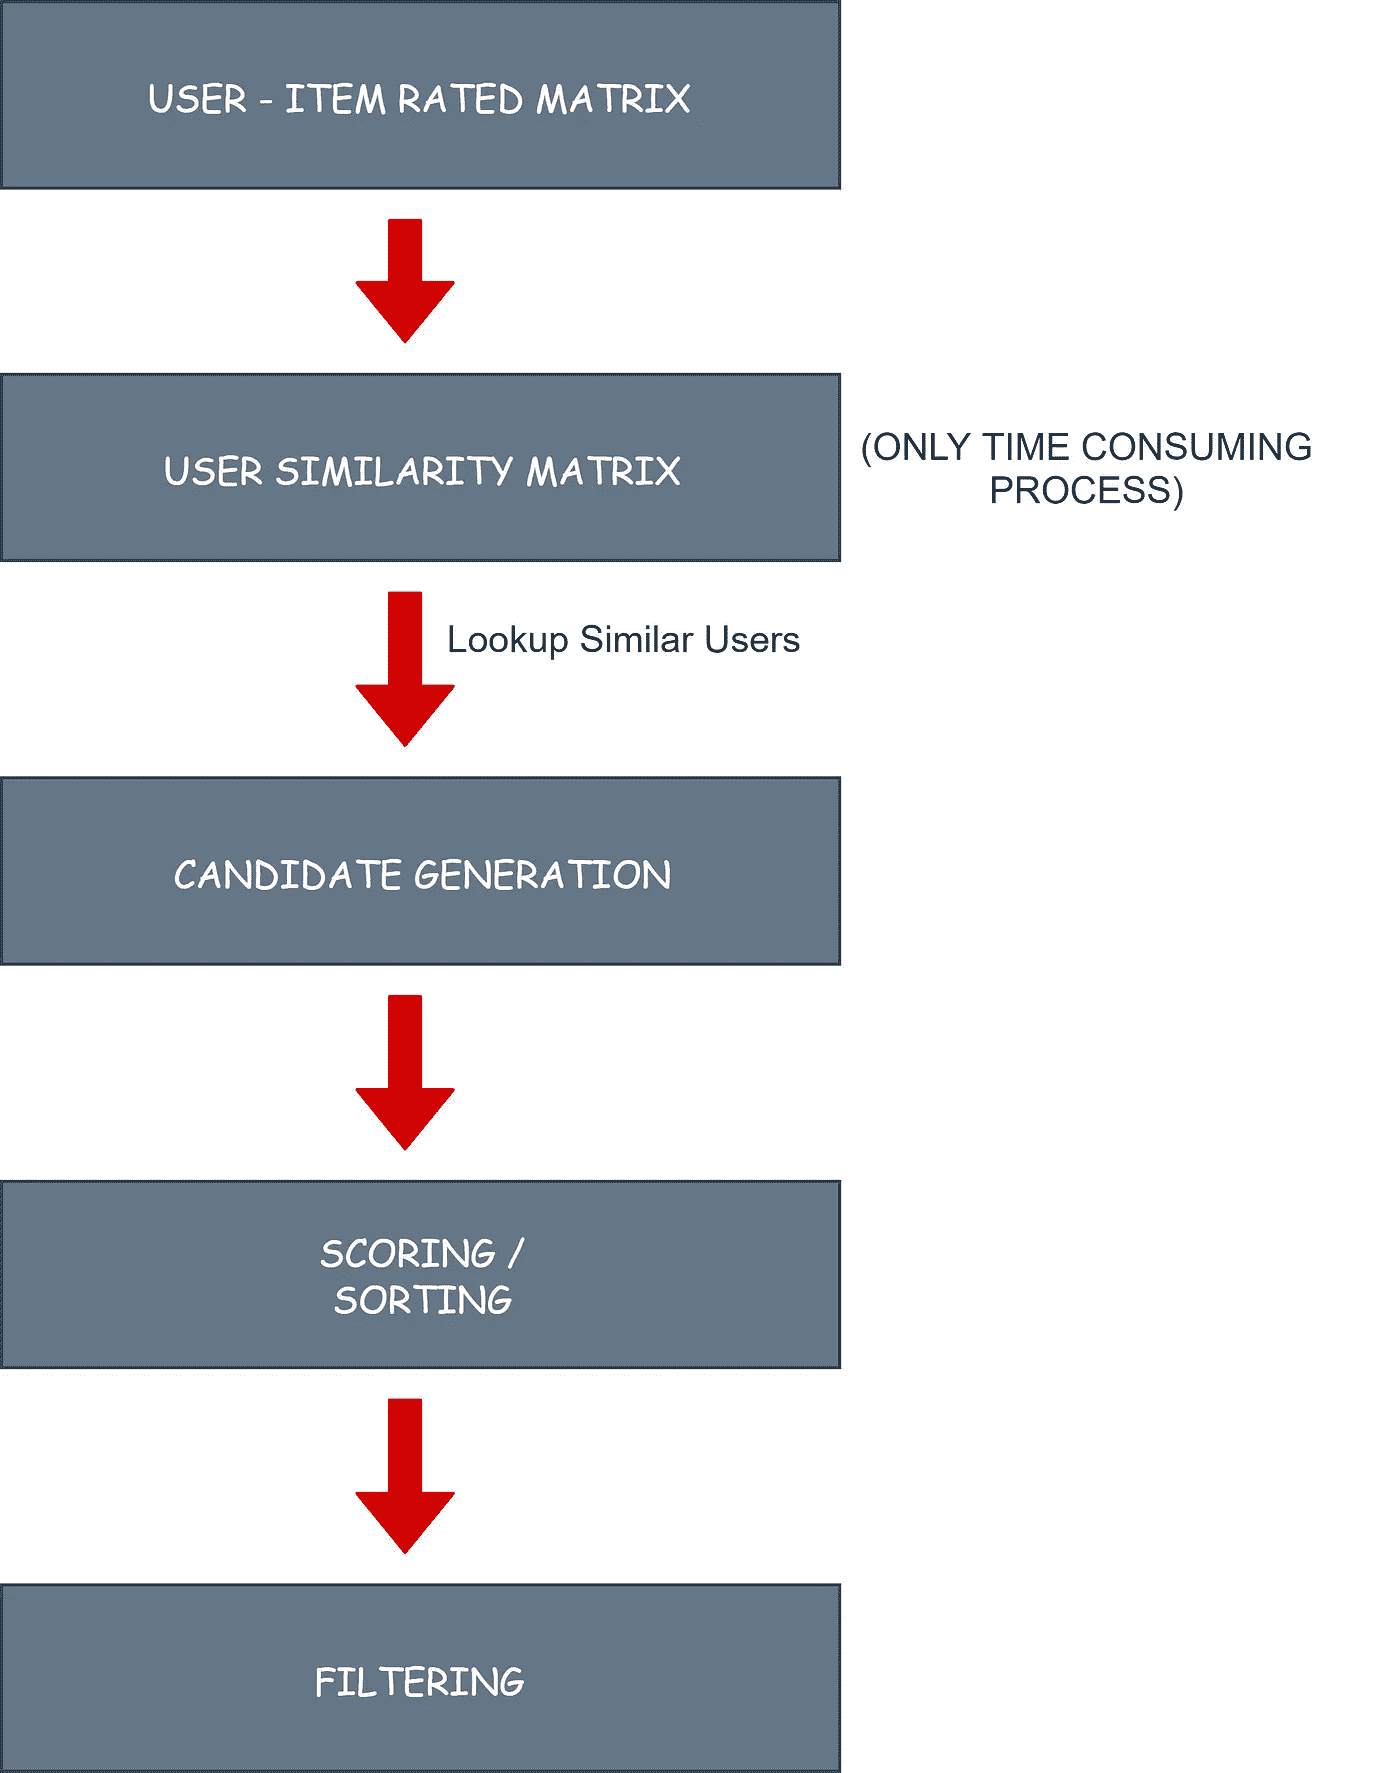 USER - ITEM RATED MATRIX
USER SIMILARITY MATRIX
(ONLY TIME CONSUMING
PROCESS)
Lookup Similar Users
CANDIDATE GENERATION
SCORING /
SORTING
FILTERING